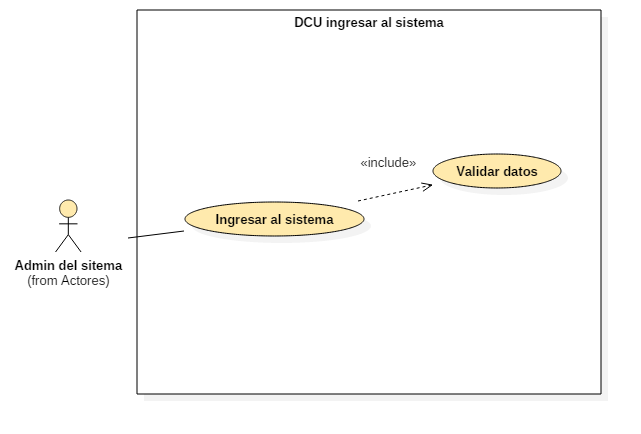 DCU ingresar al sistema
«include»
Validar datos
Ingresar al sistema
Admin del sitema
(from Actores)